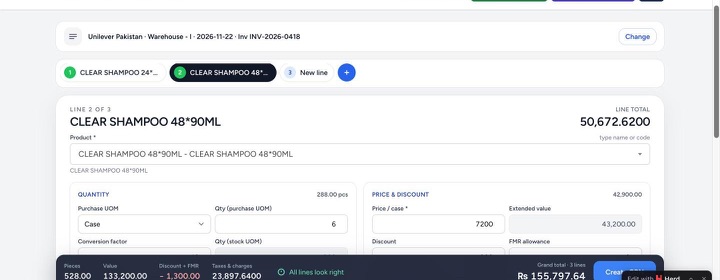 Unilever Pakistan · Warehouse - I · 2026-11-22 · Inv INV-2026-0418
Change
1 CLEAR SHAMPOO 24*...
2 CLEAR SHAMPOO 48*...
3 New line
+
LINE 2 OF 3
LINE TOTAL
CLEAR SHAMPOO 48*90ML
50,672.6200
Product *
type name or code
CLEAR SHAMPOO 48*90ML - CLEAR SHAMPOO 48*90ML
CLEAR SHAMPOO 48*90ML
QUANTITY
288.00 pcs
Purchase UOM
Qty (purchase UOM)
Case
6
Conversion factor
Qty (stock UOM)
PRICE & DISCOUNT
42,900.00
Price / case *
Extended value
7200
43,200.00
Discount
FMR allowance
Pieces
528.00
Value
133,200.00
Discount + FMR
− 1,300.00
Taxes & charges
23,897.6400
All lines look right
Grand total · 3 lines
₨ 155,797.64
Edit with Herd